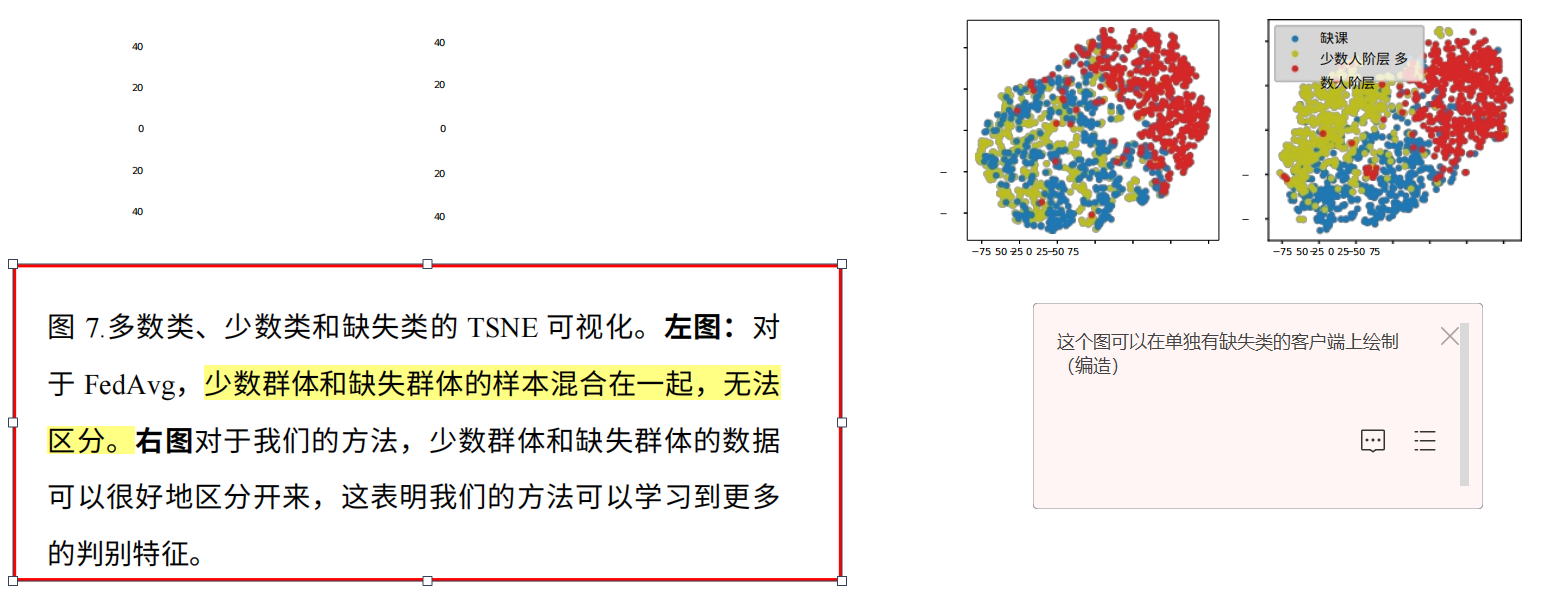 40
20
0
20
40
40
20
0
20
40
−
−
−75 50 25 0 25−50 75
缺课
少数人阶层 多
数人阶层
−
−
−75 50 25 0 25−50 75
图 7.多数类、少数类和缺失类的 TSNE 可视化。左图：对
于 FedAvg，少数群体和缺失群体的样本混合在一起，无法
区分。右图对于我们的方法，少数群体和缺失群体的数据
可以很好地区分开来，这表明我们的方法可以学习到更多
的判别特征。
这个图可以在单独有缺失类的客户端上绘制
（编造）